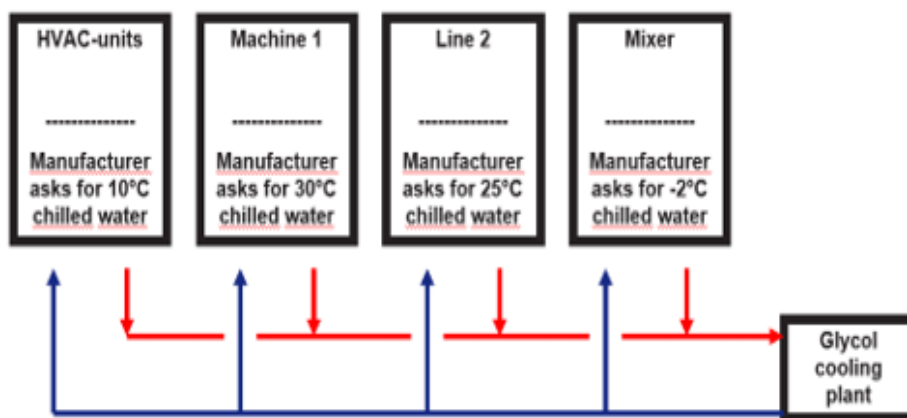 HVAC-units
--------------
Manufacturer
asks for 10°C
chilled water
Machine 1
--------------
Manufacturer
asks for 30°C
chilled water
Line 2
--------------
Manufacturer
asks for 25°C
chilled water
Mixer
--------------
Manufacturer
asks for -2°C
chilled water
Glycol
cooling
plant